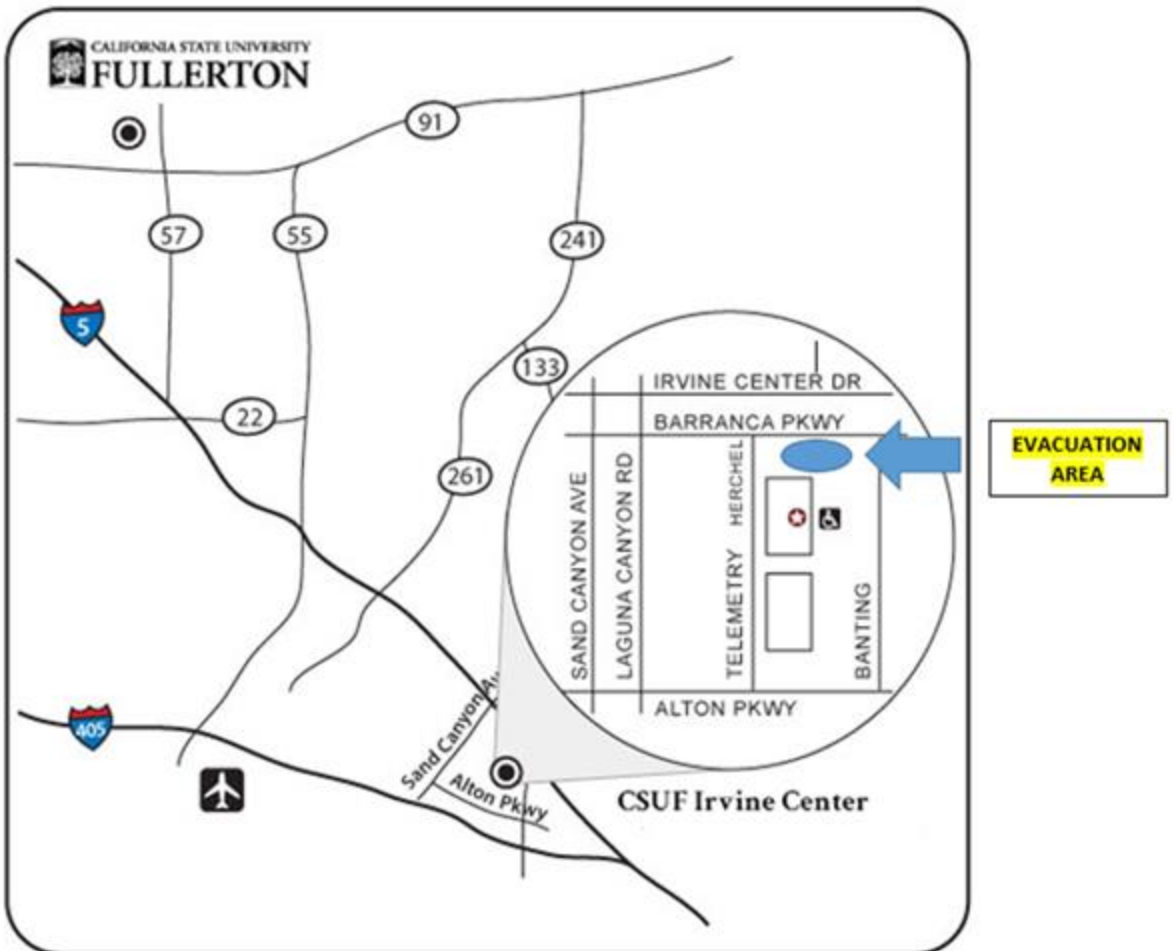 CALIFORNIA STATE UNIVERSITY
FULLERTON
91
57
55
241
5
133
22
261
IRVINE CENTER DR
BARRANCA PKWY
SAND CANYON AVE
LAGUNA CANYON RD
TELEMETRY
HERCHEL
BANTING
ALTON PKWY
EVACUATION
AREA
405
Sand Canyon Av
Alton Pkwy
CSUF Irvine Center